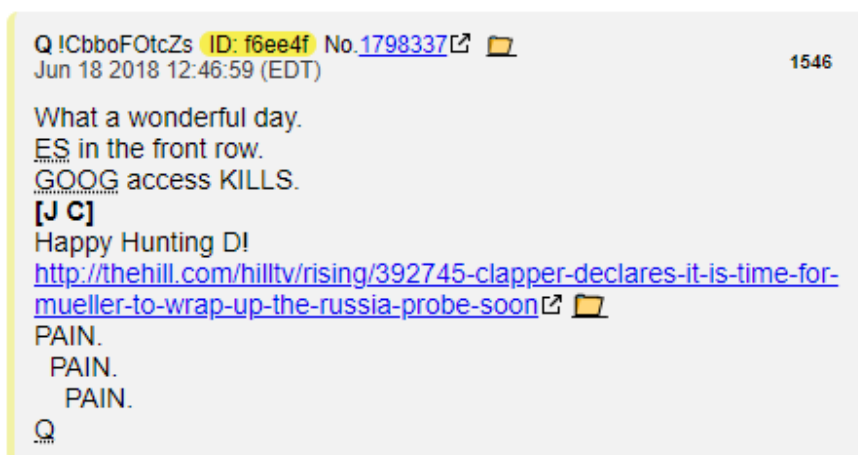 Q !CbboFOtcZs ID: f6ee4f No.1798337
Jun 18 2018 12:46:59 (EDT)
1546
What a wonderful day.
ES in the front row.
GOOG access KILLS.
[J C]
Happy Hunting D!
http://thehill.com/hilltv/rising/392745-clapper-declares-it-is-time-for-
mueller-to-wrap-up-the-russia-probe-soon
PAIN.
PAIN.
PAIN.
Q